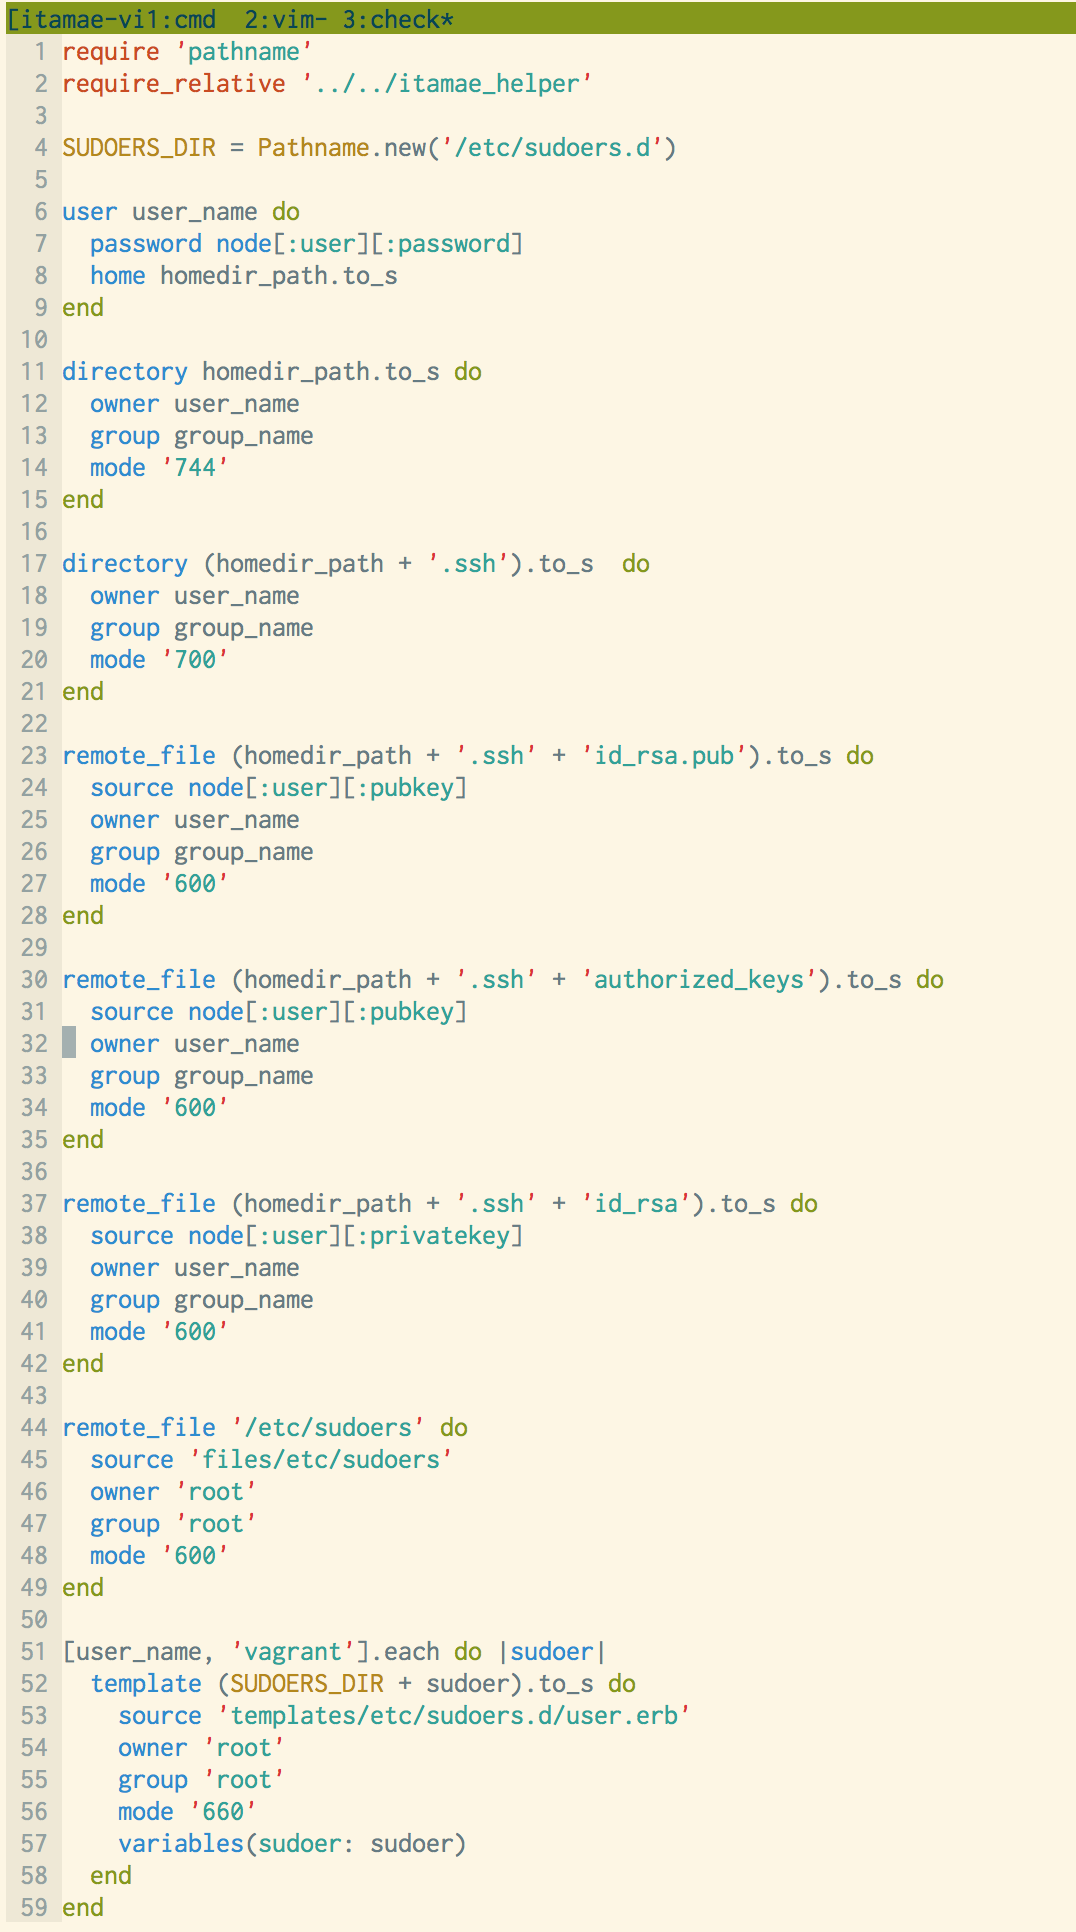 [itamae-vi1:cmd  2:vim- 3:check*
1 require 'pathname'
2 require_relative '../../itamae_helper'
3
4 SUDOERS_DIR = Pathname.new('/etc/sudoers.d')
5
6 user user_name do
7   password node[:user][:password]
8   home homedir_path.to_s
9 end
10
11 directory homedir_path.to_s do
12   owner user_name
13   group group_name
14   mode '744'
15 end
16
17 directory (homedir_path + '.ssh').to_s  do
18   owner user_name
19   group group_name
20   mode '700'
21 end
22
23 remote_file (homedir_path + '.ssh' + 'id_rsa.pub').to_s do
24   source node[:user][:pubkey]
25   owner user_name
26   group group_name
27   mode '600'
28 end
29
30 remote_file (homedir_path + '.ssh' + 'authorized_keys').to_s do
31   source node[:user][:pubkey]
32   owner user_name
33   group group_name
34   mode '600'
35 end
36
37 remote_file (homedir_path + '.ssh' + 'id_rsa').to_s do
38   source node[:user][:privatekey]
39   owner user_name
40   group group_name
41   mode '600'
42 end
43
44 remote_file '/etc/sudoers' do
45   source 'files/etc/sudoers'
46   owner 'root'
47   group 'root'
48   mode '600'
49 end
50
51 [user_name, 'vagrant'].each do |sudoer|
52   template (SUDOERS_DIR + sudoer).to_s do
53     source 'templates/etc/sudoers.d/user.erb'
54     owner 'root'
55     group 'root'
56     mode '660'
57     variables(sudoer: sudoer)
58   end
59 end